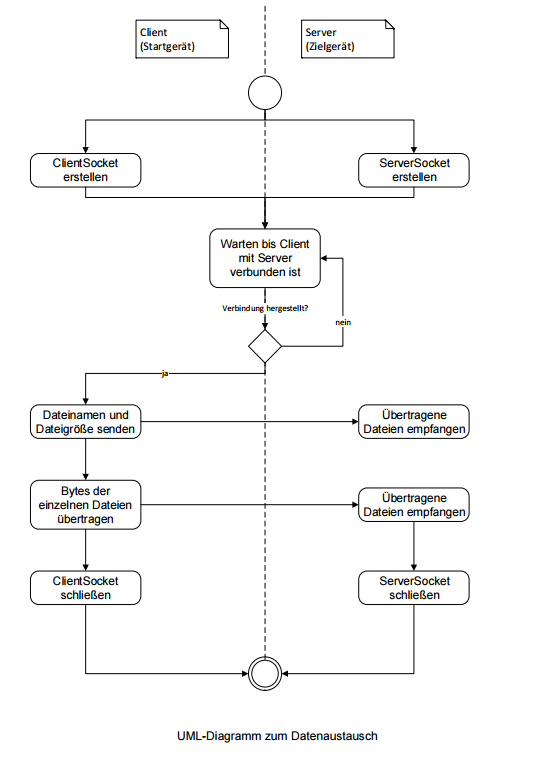 Client
(Startgerät)
Server
(Zielgerät)
ClientSocket
erstellen
ServerSocket
erstellen
Warten bis Client
mit Server
verbunden ist
Verbindung hergestellt?
nein
ja
Dateinamen und
Dateigröße senden
Übertragene
Dateien empfangen
Bytes der
einzelnen Dateien
übertragen
Übertragene
Dateien empfangen
ClientSocket
schließen
ServerSocket
schließen
UML-Diagramm zum Datenaustausch